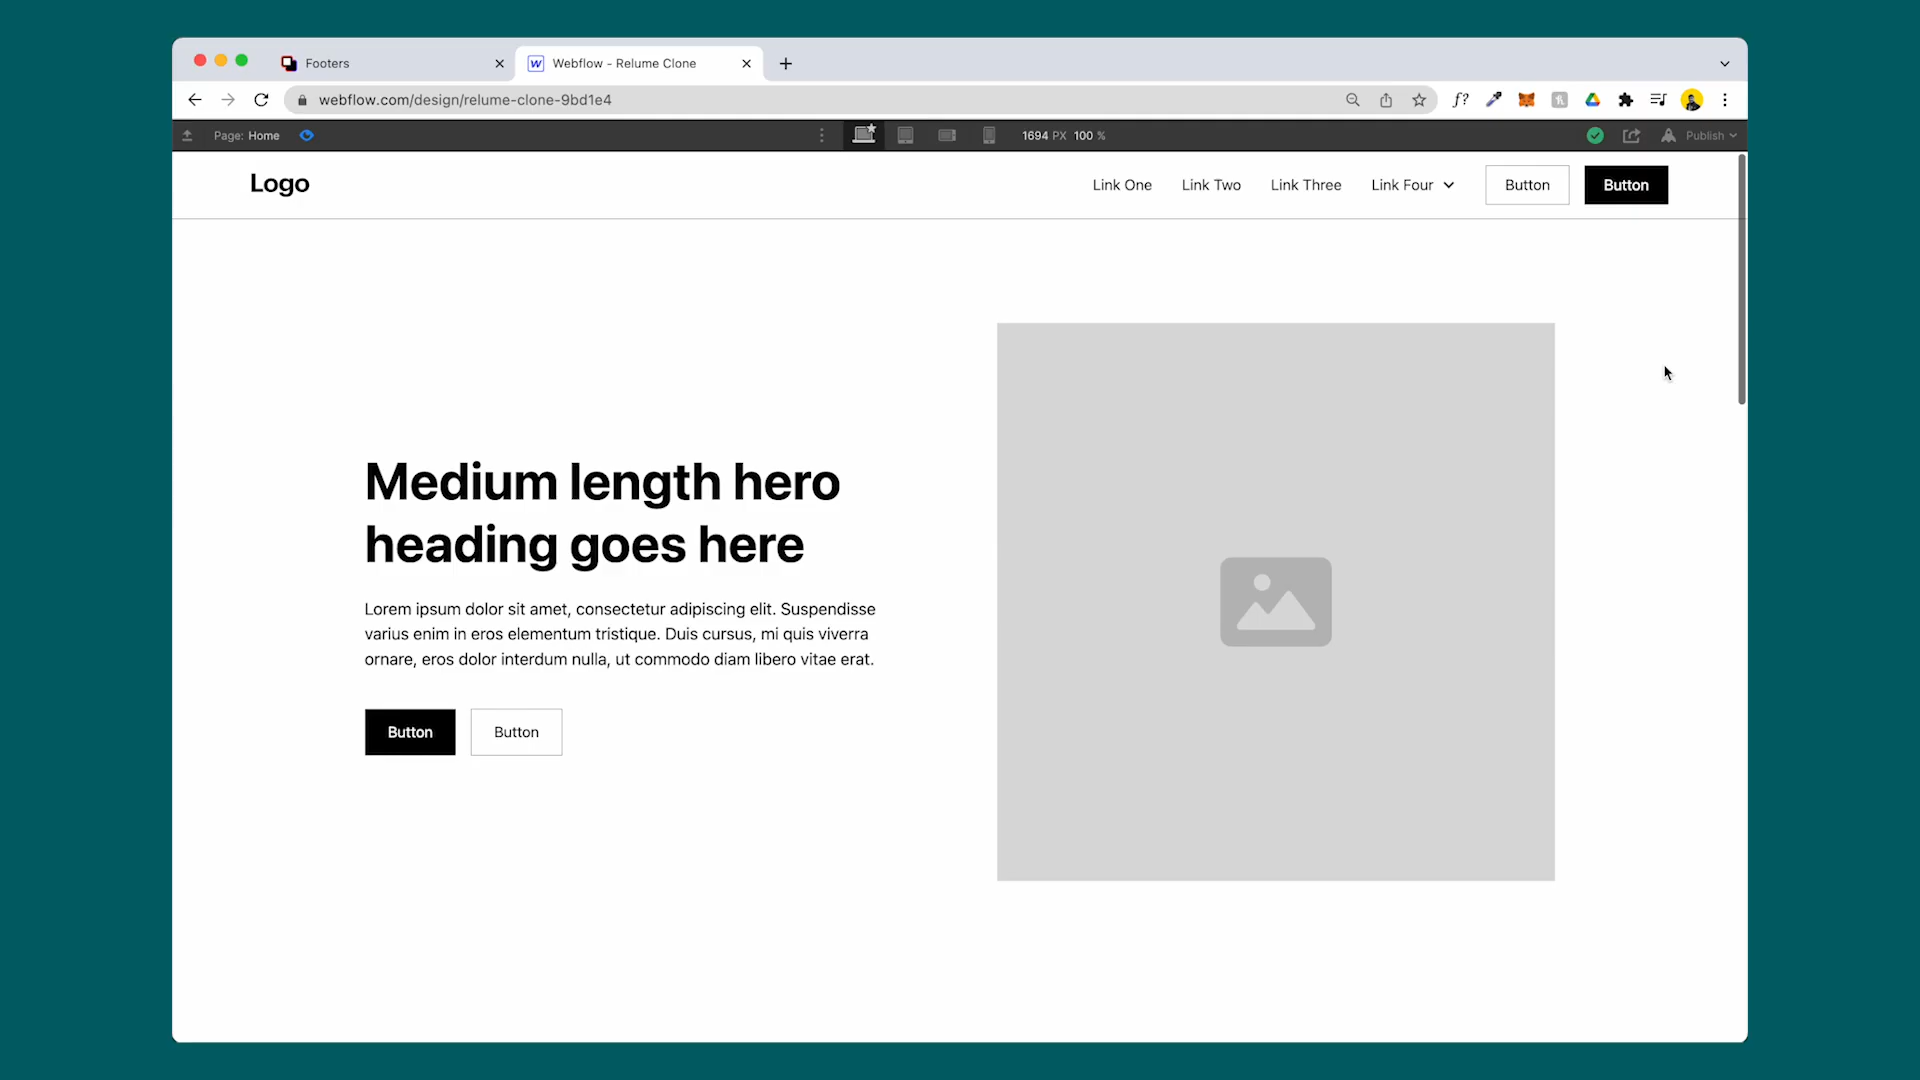 Footers
Webflow - Relume Clone
webflow.com/design/relume-clone-9bd1e4
f?
Page: Home
1694 PX 100 %
Publish
Logo
Link One Link Two Link Three Link Four Button Button
Medium length hero
heading goes here
Lorem ipsum dolor sit amet, consectetur adipiscing elit. Suspendisse
varius enim in eros elementum tristique. Duis cursus, mi quis viverra
ornare, eros dolor interdum nulla, ut commodo diam libero vitae erat.
Button Button